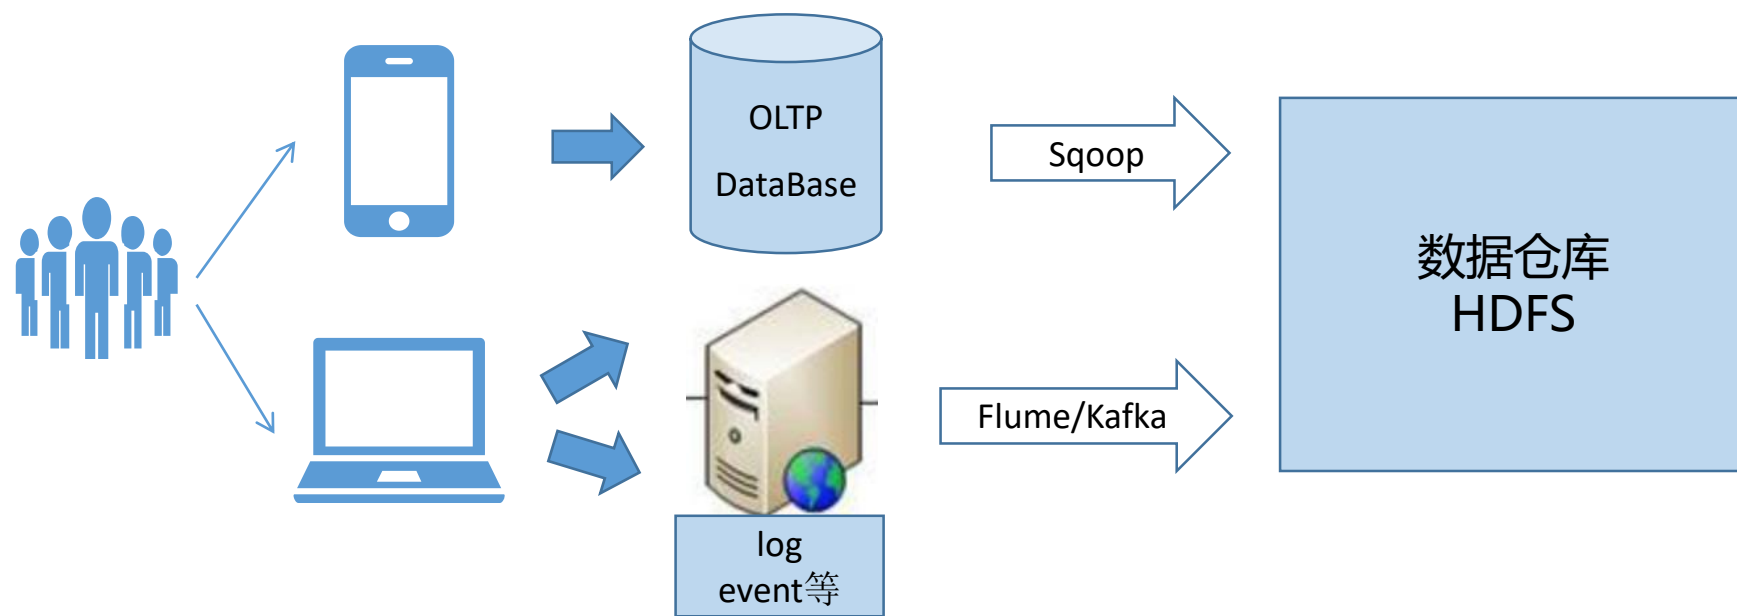 OLTP
DataBase
Sqoop
数据仓库
HDFS
Flume/Kafka
log
event等